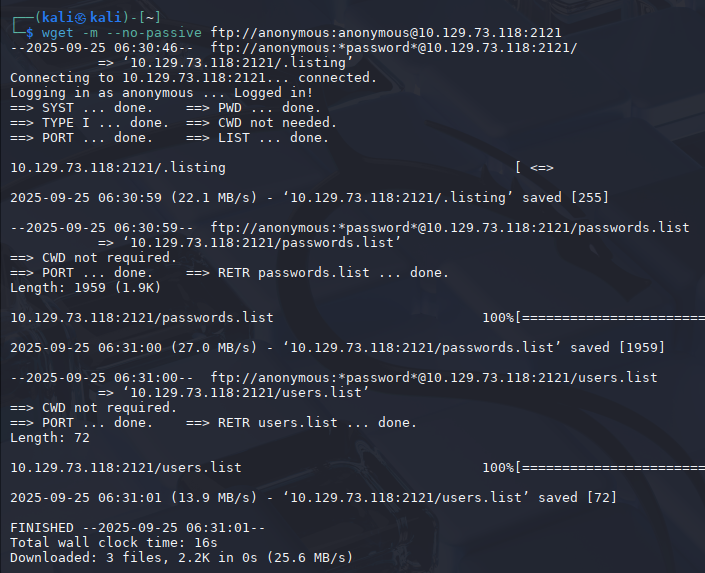 ┌──(kali㉿kali)-[~]
└─$ wget -m --no-passive ftp://anonymous:anonymous@10.129.73.118:2121
--2025-09-25 06:30:46--  ftp://anonymous:*password*@10.129.73.118:2121/
           => ‘10.129.73.118:2121/.listing’
Connecting to 10.129.73.118:2121... connected.
Logging in as anonymous ... Logged in!
==> SYST ... done.    ==> PWD ... done.
==> TYPE I ... done.  ==> CWD not needed.
==> PORT ... done.    ==> LIST ... done.

10.129.73.118:2121/.listing                                   [ <=>

2025-09-25 06:30:59 (22.1 MB/s) - ‘10.129.73.118:2121/.listing’ saved [255]

--2025-09-25 06:30:59--  ftp://anonymous:*password*@10.129.73.118:2121/passwords.list
           => ‘10.129.73.118:2121/passwords.list’
==> CWD not required.
==> PORT ... done.    ==> RETR passwords.list ... done.
Length: 1959 (1.9K)

10.129.73.118:2121/passwords.list                         100%[=======================

2025-09-25 06:31:00 (27.0 MB/s) - ‘10.129.73.118:2121/passwords.list’ saved [1959]

--2025-09-25 06:31:00--  ftp://anonymous:*password*@10.129.73.118:2121/users.list
           => ‘10.129.73.118:2121/users.list’
==> CWD not required.
==> PORT ... done.    ==> RETR users.list ... done.
Length: 72

10.129.73.118:2121/users.list                             100%[=======================

2025-09-25 06:31:01 (13.9 MB/s) - ‘10.129.73.118:2121/users.list’ saved [72]

FINISHED --2025-09-25 06:31:01--
Total wall clock time: 16s
Downloaded: 3 files, 2.2K in 0s (25.6 MB/s)